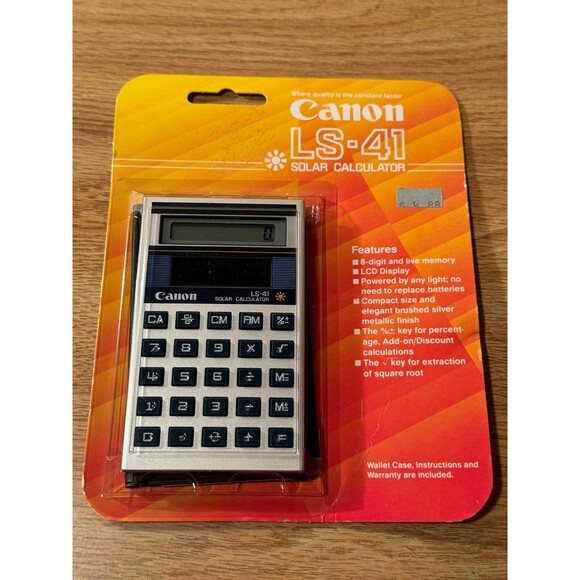 Where quality is the constant factor
Canon
LS-41
SOLAR CALCULATOR
Features
■ 8-digit and live memory
■ LCD Display
■ Powered by any light; no
need to replace batteries
■ Compact size and
elegant brushed silver
metallic finish
■ The %± key for percent-
age, Add-on/Discount
calculations
■ The √ key for extraction
of square root
Wallet Case, Instructions and
Warranty are included.
0
Canon
LS-41
SOLAR CALCULATOR
CA CM RM %±
7 8 9 × √
4 5 6 ÷
1 2 3 −
0 · + =